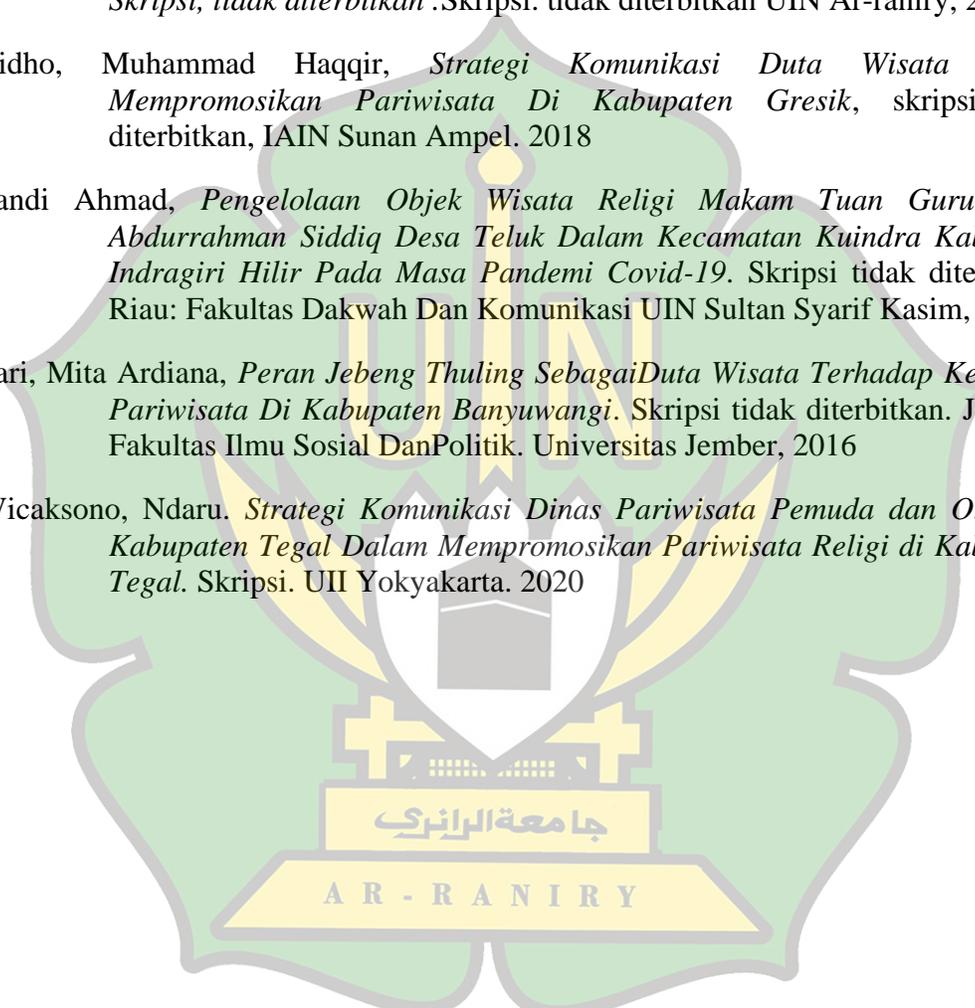 Skripsi, tidak diterbitkan .Skripsi. tidak diterbitkan UIN Ar-raniry, 2
idho, Muhammad Haqqir, Strategi Komunikasi Duta Wisata
Mempromosikan Pariwisata Di Kabupaten Gresik, skripsi
diterbitkan, IAIN Sunan Ampel. 2018
andi Ahmad, Pengelolaan Objek Wisata Religi Makam Tuan Guru
Abdurrahman Siddiq Desa Teluk Dalam Kecamatan Kuindra Kab
Indragiri Hilir Pada Masa Pandemi Covid-19. Skripsi tidak dite
Riau: Fakultas Dakwah Dan Komunikasi UIN Sultan Syarif Kasim,
ari, Mita Ardiana, Peran Jebeng Thuling SebagaiDuta Wisata Terhadap Ke
Pariwisata Di Kabupaten Banyuwangi. Skripsi tidak diterbitkan. J
Fakultas Ilmu Sosial DanPolitik. Universitas Jember, 2016
Wicaksono, Ndaru. Strategi Komunikasi Dinas Pariwisata Pemuda dan O
Kabupaten Tegal Dalam Mempromosikan Pariwisata Religi di Kab
Tegal. Skripsi. UII Yokyakarta. 2020
UIN
جامعة الرانري
AR-RANIRY